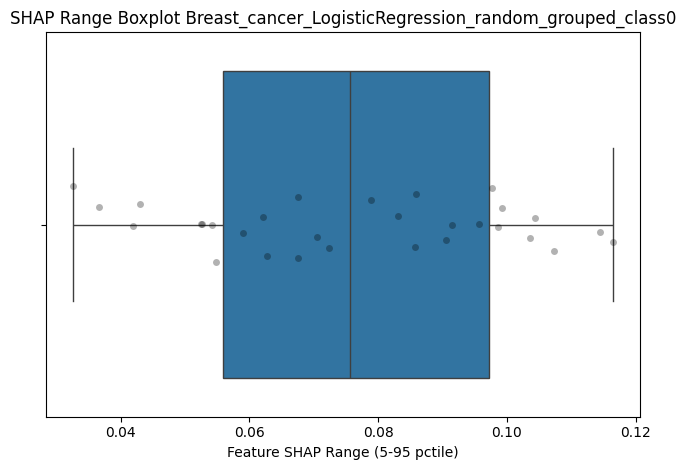 SHAP Range Boxplot Breast_cancer_LogisticRegression_random_grouped_class0
0.04 0.06 0.08 0.10 0.12
Feature SHAP Range (5-95 pctile)